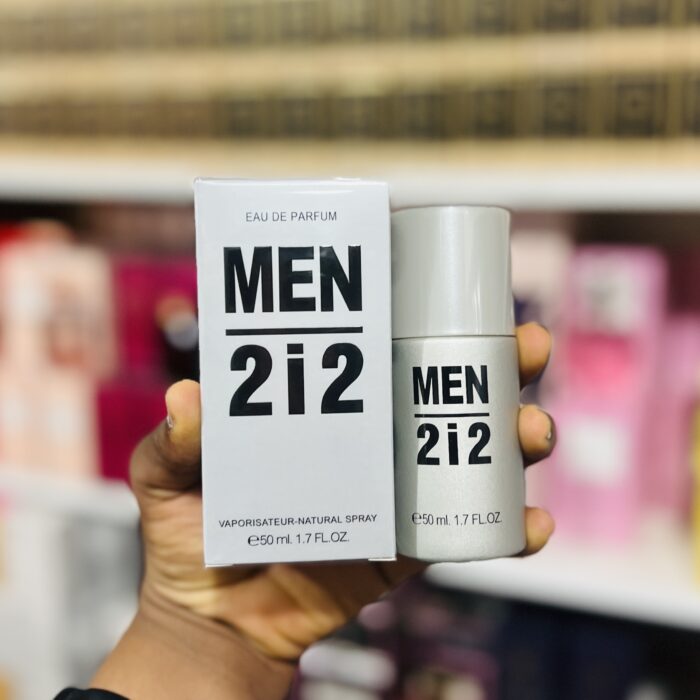 EAU DE PARFUM
MEN
2i2
VAPORISATEUR-NATURAL SPRAY
℮50 ml. 1.7 FL.OZ.
MEN
2i2
℮50 ml. 1.7 FL.OZ.